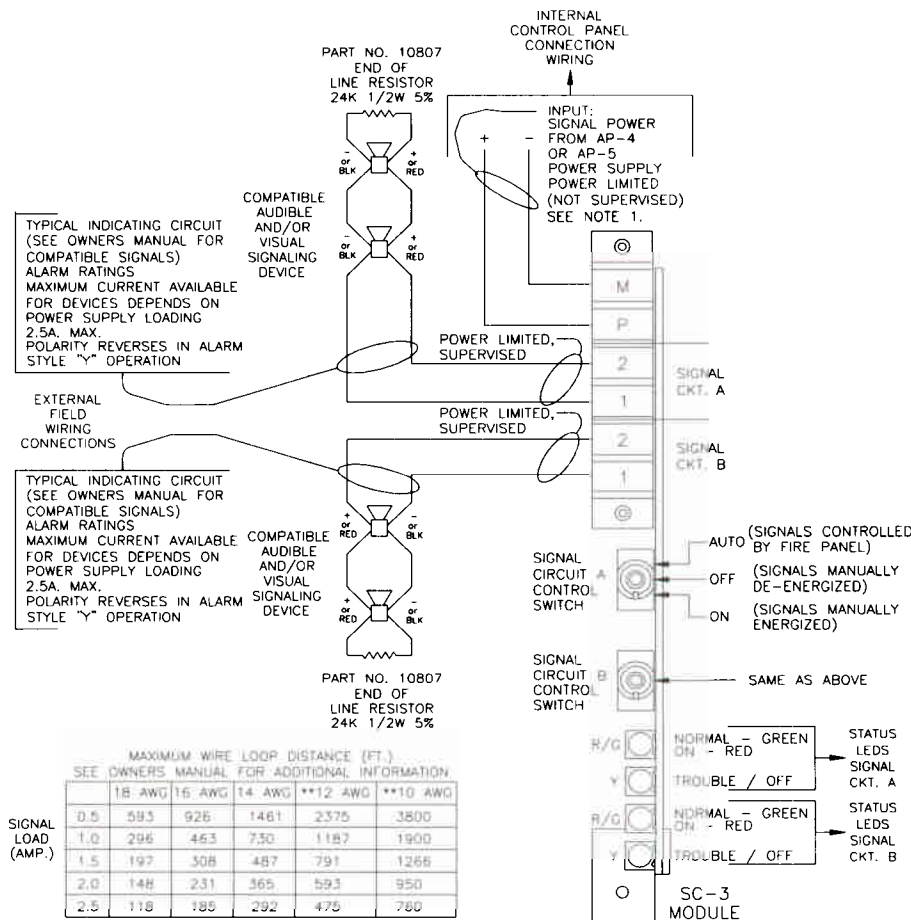 INTERNAL
CONTROL PANEL
CONNECTION
WIRING
PART NO. 10807
END OF
LINE RESISTOR
24K 1/2W 5%
INPUT:
SIGNAL POWER
FROM AP-4
OR AP-5
POWER SUPPLY
POWER LIMITED
(NOT SUPERVISED)
SEE NOTE 1.
+ −
− or BLK
+ or RED
− or BLK
+ or RED
COMPATIBLE
AUDIBLE
AND/OR
VISUAL
SIGNALING
DEVICE
TYPICAL INDICATING CIRCUIT
(SEE OWNERS MANUAL FOR
COMPATIBLE SIGNALS)
ALARM RATINGS
MAXIMUM CURRENT AVAILABLE
FOR DEVICES DEPENDS ON
POWER SUPPLY LOADING
2.5A. MAX.
POLARITY REVERSES IN ALARM
STYLE "Y" OPERATION
M
P
2
1
2
1
POWER LIMITED,
SUPERVISED
SIGNAL
CKT. A
POWER LIMITED,
SUPERVISED
SIGNAL
CKT. B
EXTERNAL
FIELD
WIRING
CONNECTIONS
TYPICAL INDICATING CIRCUIT
(SEE OWNERS MANUAL FOR
COMPATIBLE SIGNALS)
ALARM RATINGS
MAXIMUM CURRENT AVAILABLE
FOR DEVICES DEPENDS ON
POWER SUPPLY LOADING
2.5A. MAX.
POLARITY REVERSES IN ALARM
STYLE "Y" OPERATION
COMPATIBLE
AUDIBLE
AND/OR
VISUAL
SIGNALING
DEVICE
+ or RED
− or BLK
+ or RED
− or BLK
PART NO. 10807
END OF
LINE RESISTOR
24K 1/2W 5%
SIGNAL
CIRCUIT
CONTROL
SWITCH
A
AUTO (SIGNALS CONTROLLED
BY FIRE PANEL)
OFF (SIGNALS MANUALLY
DE-ENERGIZED)
ON (SIGNALS MANUALLY
ENERGIZED)
SIGNAL
CIRCUIT
CONTROL
SWITCH
B
SAME AS ABOVE
R/G NORMAL - GREEN
ON - RED
Y TROUBLE / OFF
STATUS
LEDS
SIGNAL
CKT. A
R/G NORMAL - GREEN
ON - RED
Y TROUBLE / OFF
STATUS
LEDS
SIGNAL
CKT. B
SC-3
MODULE
MAXIMUM WIRE LOOP DISTANCE (FT.)
SEE OWNERS MANUAL FOR ADDITIONAL INFORMATION
18 AWG 16 AWG 14 AWG **12 AWG **10 AWG
SIGNAL
LOAD
(AMP.)
0.5 593 926 1461 2375 3800
1.0 296 463 730 1187 1900
1.5 197 308 487 791 1266
2.0 148 231 365 593 950
2.5 118 185 292 475 760